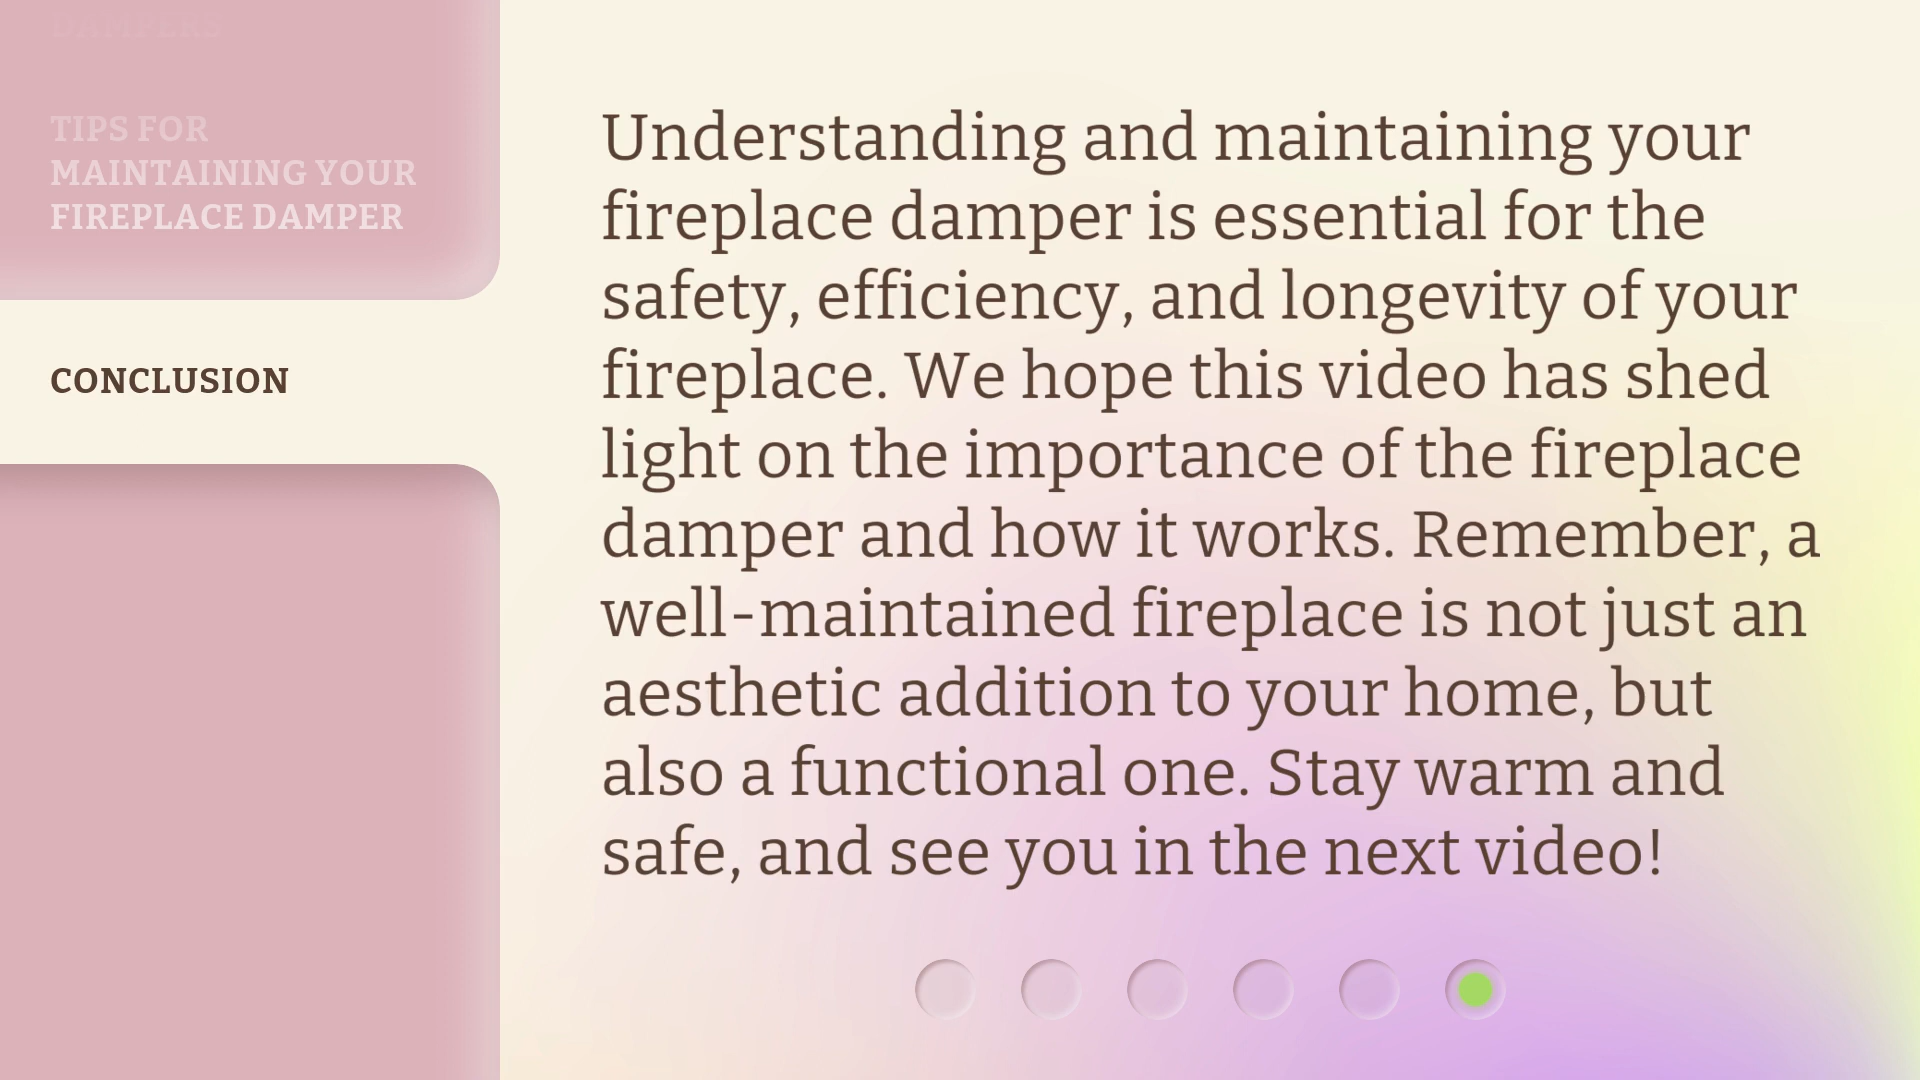 DAMPERS
TIPS FOR
MAINTAINING YOUR
FIREPLACE DAMPER
CONCLUSION
Understanding and maintaining your
fireplace damper is essential for the
safety, efficiency, and longevity of your
fireplace. We hope this video has shed
light on the importance of the fireplace
damper and how it works. Remember, a
well-maintained fireplace is not just an
aesthetic addition to your home, but
also a functional one. Stay warm and
safe, and see you in the next video!